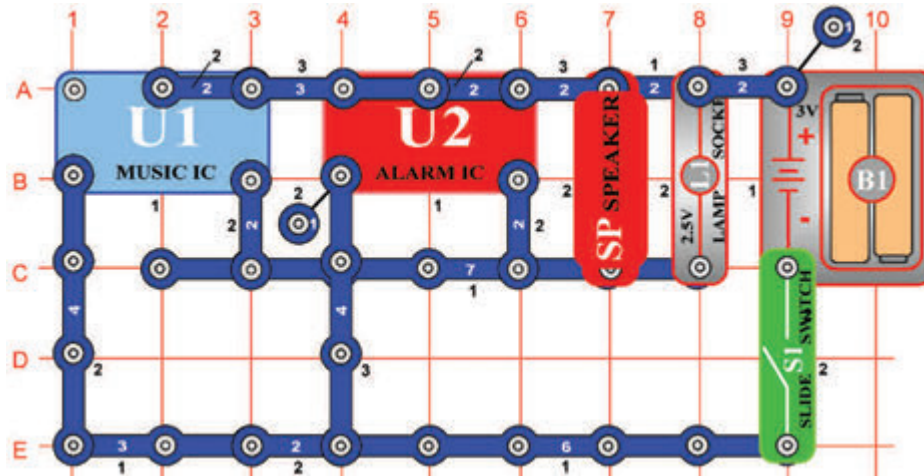 1 2 3 4 5 6 7 8 9 10
2 2 3 3 1 3 1 2
A 2 3 2 2 2 2
U1 U2 3V +
MUSIC IC ALARM IC
B
SP SPEAKER
L1
2.5V LAMP SOCKE
B1
1 2 2 1 1 2 2 2 2 1
-
C 7
1
4 4
D 2 3
S1
SLIDE SWITCH
2
E 3 2 6
1 2 1